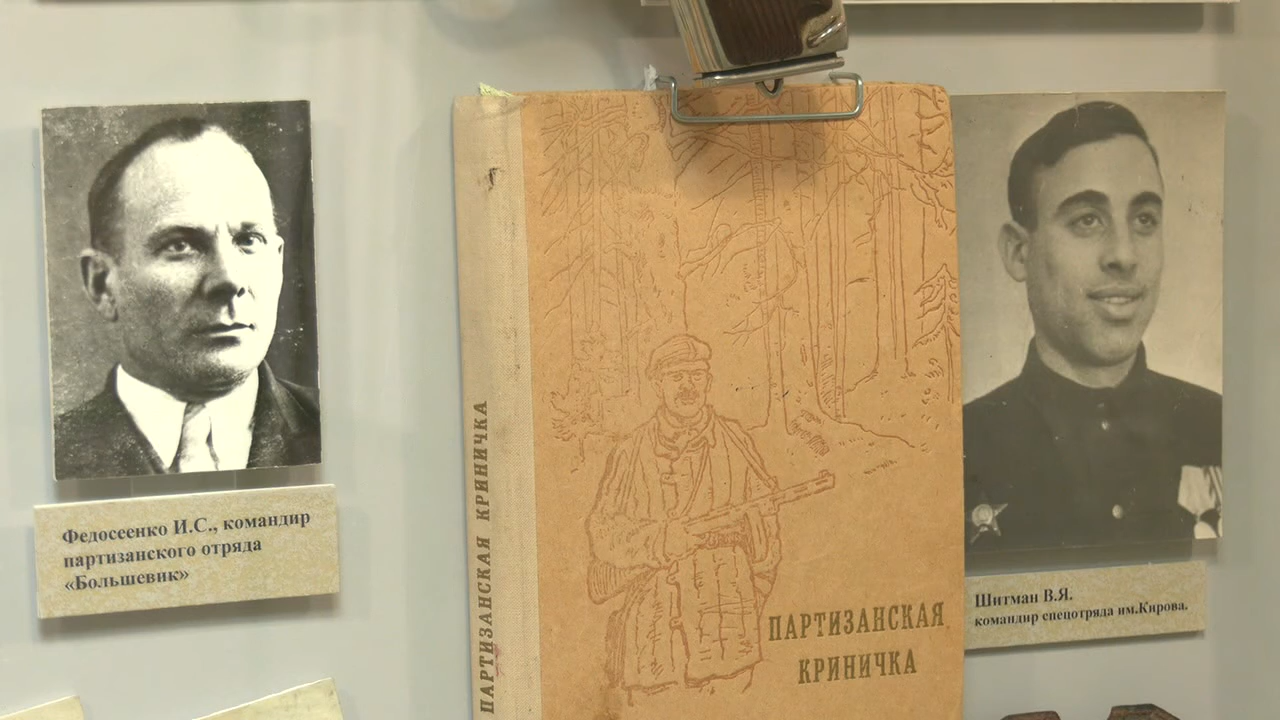 Федосеенко И.С., командир
партизанского отряда
«Большевик»
ПАРТИЗАНСКАЯ КРИНИЧКА
ПАРТИЗАНСКАЯ
КРИНИЧКА
Шитман В.Я.
командир спецотряда им.Кирова.